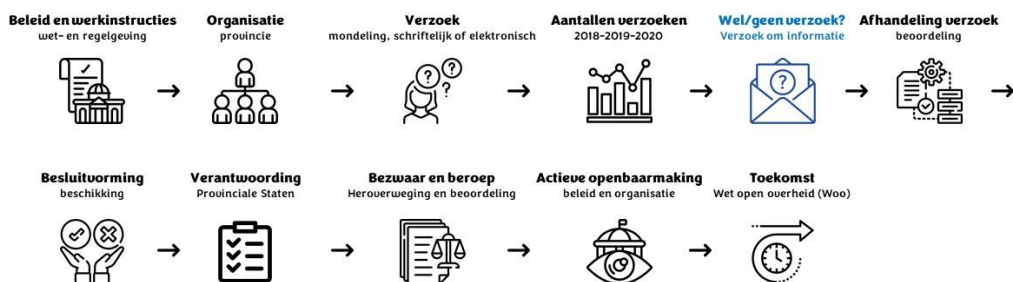 Beleid en werkinstructies
wet- en regelgeving
Organisatie
provincie
Verzoek
mondeling, schriftelijk of elektronisch
Aantallen verzoeken
2018-2019-2020
Wel/geen verzoek?
Verzoek om informatie
Afhandeling verzoek
beoordeling
Besluitvorming
beschikking
Verantwoording
Provinciale Staten
Bezwaar en beroep
Heroverweging en beoordeling
Actieve openbaarmaking
beleid en organisatie
Toekomst
Wet open overheid (Woo)